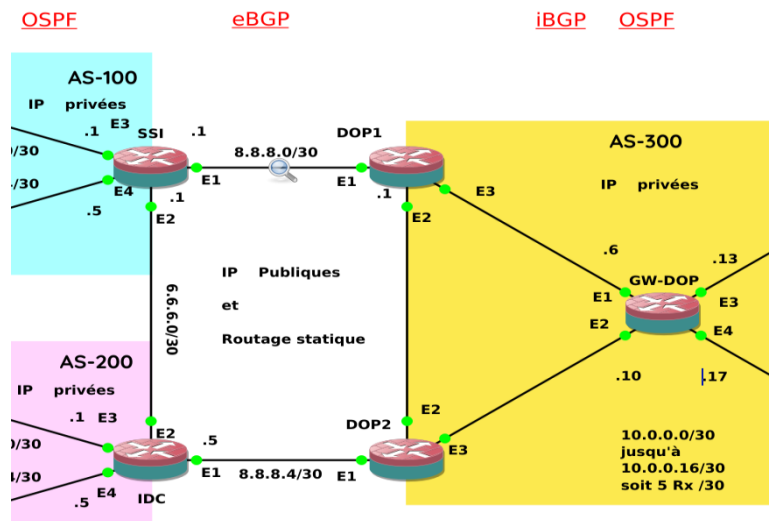 OSPF
eBGP
iBGP OSPF
AS-100
IP privées
.1 E3
SSI
.1
8.8.8.0/30
DOP1
0/30
/30
E4
.5
E1
E2
.1
E1
.1
E2
E3
AS-300
IP privées
.6
.13
GW-DOP
E1
E2
E3
E4
.10
.17
6.6.6.0/30
IP Publiques
et
Routage statique
AS-200
IP privées
.1 E3
0/30
/30
E4
.5
IDC
E2
.5
E1
8.8.8.4/30
E1
DOP2
E2
E3
10.0.0.0/30
jusqu'à
10.0.0.16/30
soit 5 Rx /30